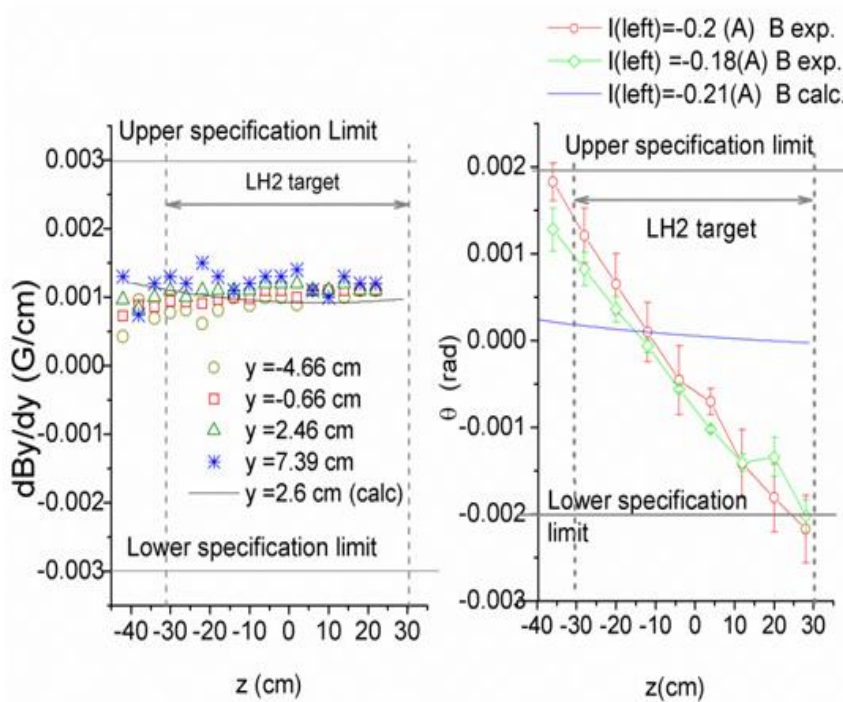 I(left)=-0.2 (A) B exp.
I(left) =-0.18(A) B exp.
I(left)=-0.21(A) B calc.
Upper specification Limit
LH2 target
y =-4.66 cm
y =-0.66 cm
y =2.46 cm
y =7.39 cm
y =2.6 cm (calc)
Lower specification limit
0.003
0.002
0.001
0.000
-0.001
-0.002
-0.003
dBy/dy (G/cm)
-40 -30 -20 -10 0 10 20 30
z (cm)
Upper specification limit
LH2 target
Lower specification
limit
0.002
0.001
0.000
-0.001
-0.002
-0.003
θ (rad)
-40 -30 -20 -10 0 10 20 30
z(cm)